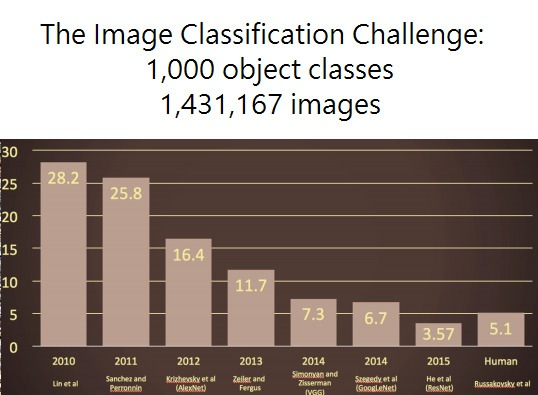 The Image Classification Challenge:
1,000 object classes
1,431,167 images
30
25
20
15
10
5
0
28.2
25.8
16.4
11.7
7.3
6.7
3.57
5.1
2010
2011
2012
2013
2014
2014
2015
Human
Lin et al
Sanchez and
Perronnin
Krizhevsky et al
(AlexNet)
Zeiler and
Fergus
Simonyan and
Zisserman
(VGG)
Szegedy et al
(GoogLeNet)
He et al
(ResNet)
Russakovsky et al